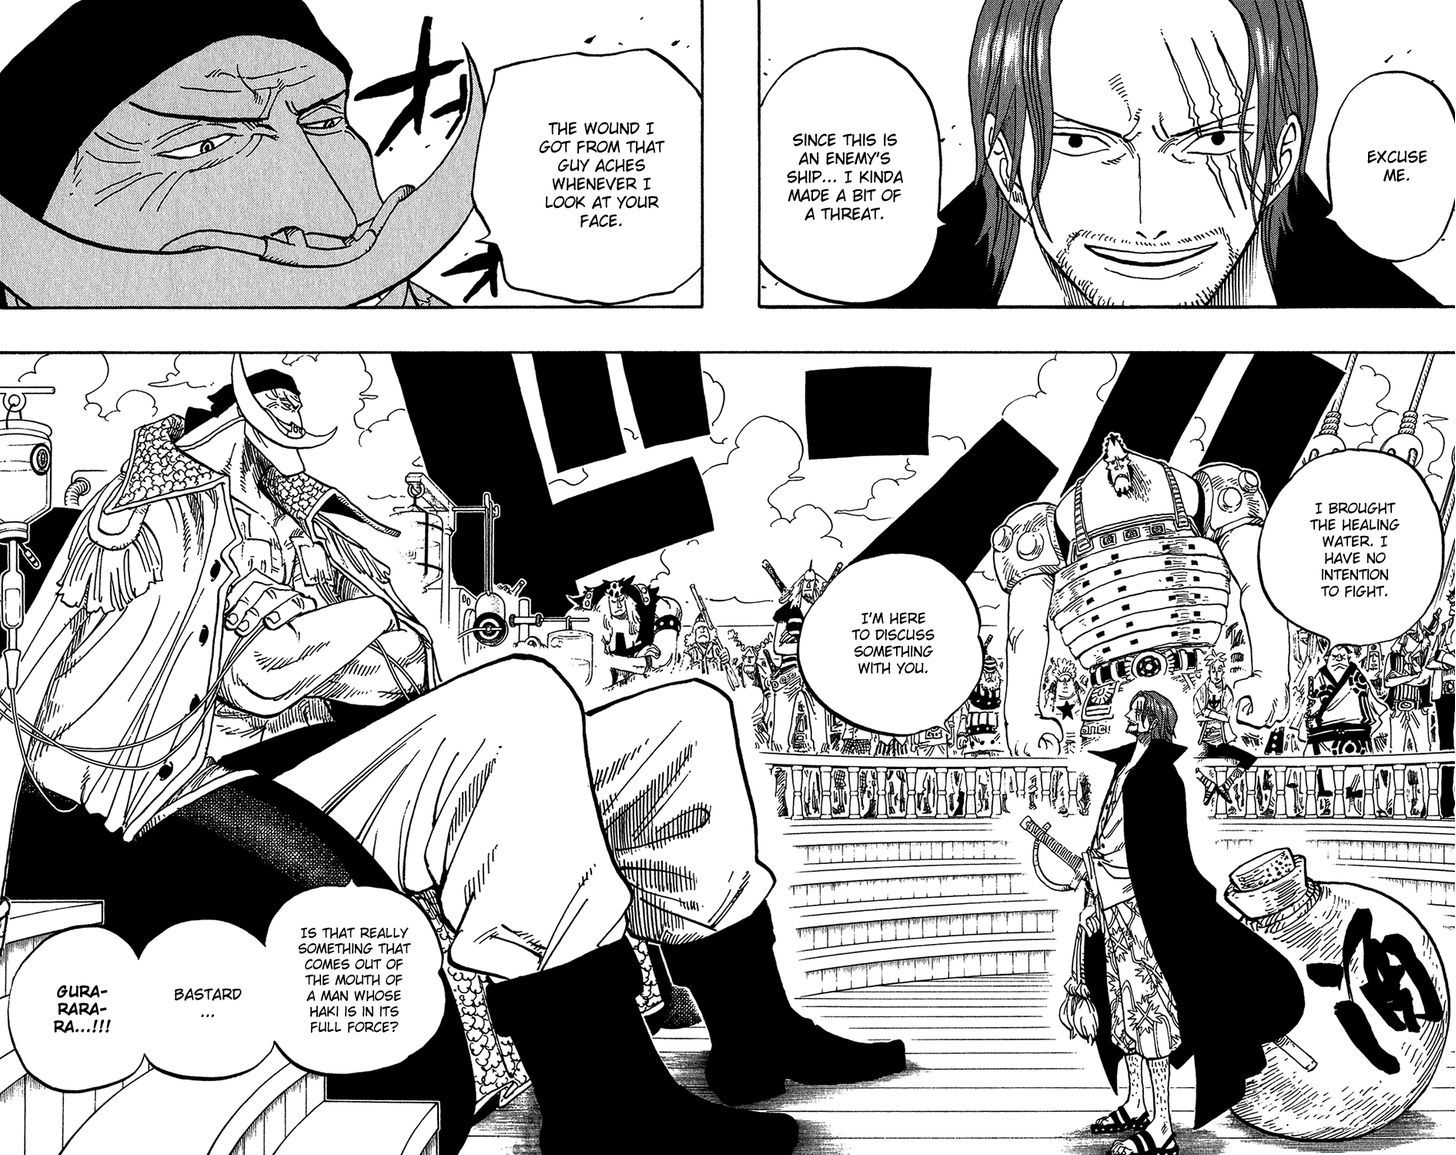 EXCUSE
ME.
SINCE THIS IS
AN ENEMY'S
SHIP... I KINDA
MADE A BIT OF
A THREAT.
THE WOUND I
GOT FROM THAT
GUY ACHES
WHENEVER I
LOOK AT YOUR
FACE.
I BROUGHT
THE HEALING
WATER. I
HAVE NO
INTENTION
TO FIGHT.
I'M HERE
TO DISCUSS
SOMETHING
WITH YOU.
IS THAT REALLY
SOMETHING THAT
COMES OUT OF
THE MOUTH OF
A MAN WHOSE
HAKI IS IN ITS
FULL FORCE?
BASTARD
...
GURA-
RARA-
RA...!!!